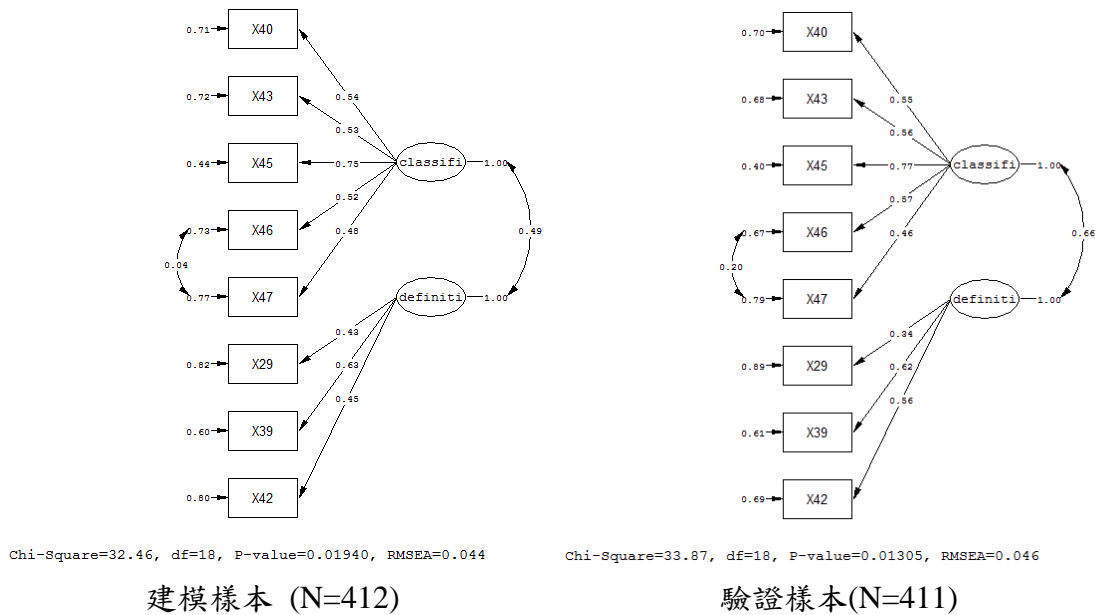 0.71
X40
0.54
0.72
X43
0.53
0.44
X45
0.75
classifi
1.00
0.52
0.73
X46
0.48
0.49
0.04
0.77
X47
definiti
1.00
0.43
0.82
X29
0.63
0.45
0.60
X39
0.80
X42
Chi-Square=32.46, df=18, P-value=0.01940, RMSEA=0.044
建模樣本 (N=412)
0.70
X40
0.55
0.68
X43
0.56
0.40
X45
0.77
classifi
1.00
0.57
0.67
X46
0.46
0.66
0.20
0.79
X47
definiti
1.00
0.34
0.89
X29
0.62
0.56
0.61
X39
0.69
X42
Chi-Square=33.87, df=18, P-value=0.01305, RMSEA=0.046
驗證樣本(N=411)